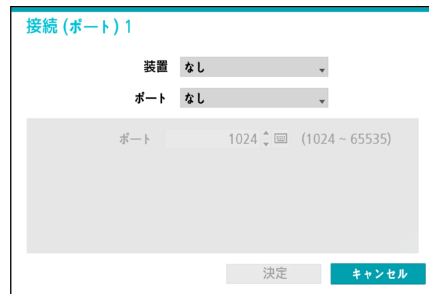 接続 (ポート) 1
装置 なし
ポート なし
ポート 1024 (1024 ~ 65535)
決定 キャンセル